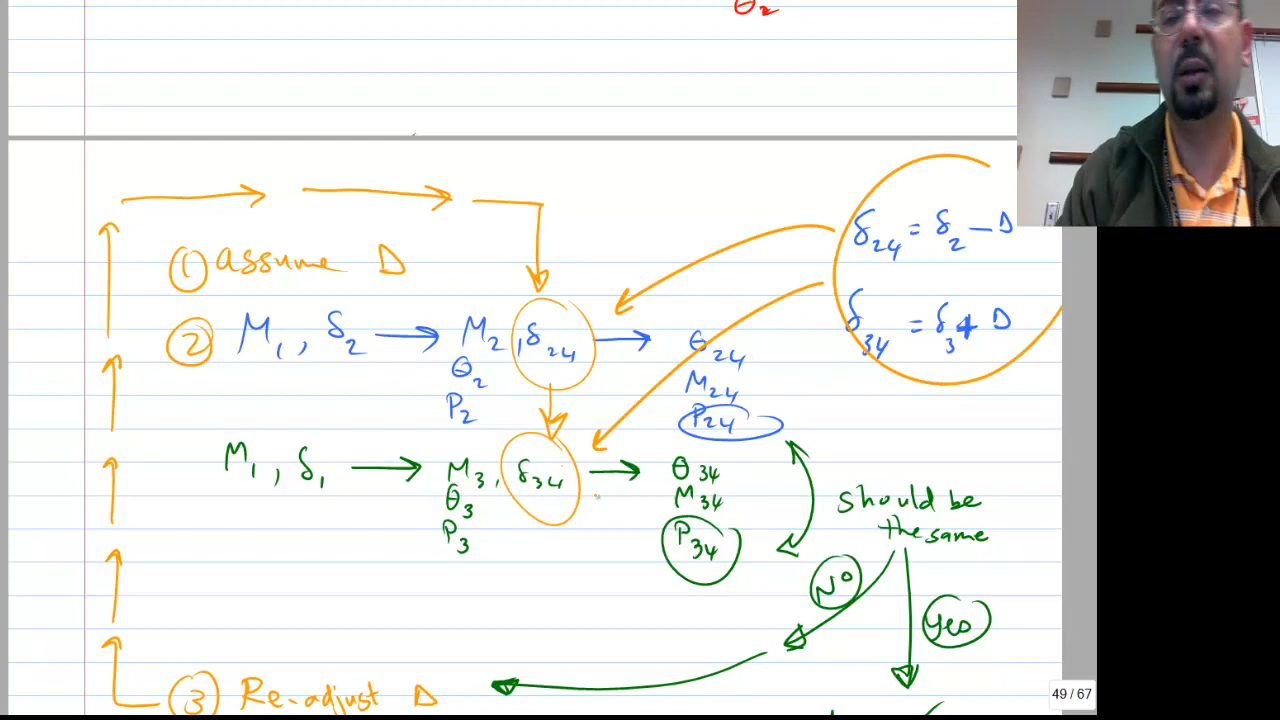 θ₂
δ₂₄ = δ₂ – D
① assume D
δ₃₄ = δ₃ + D
② M₁, δ₂ → M₂, δ₂₄ → θ₂₄
θ₂ M₂₄
P₂ P₂₄
M₁, δ₁ → M₃, δ₃₄ → θ₃₄
θ₃ M₃₄
P₃ P₃₄
should be
the same
No
Yes
③ Re-adjust D
49 / 67